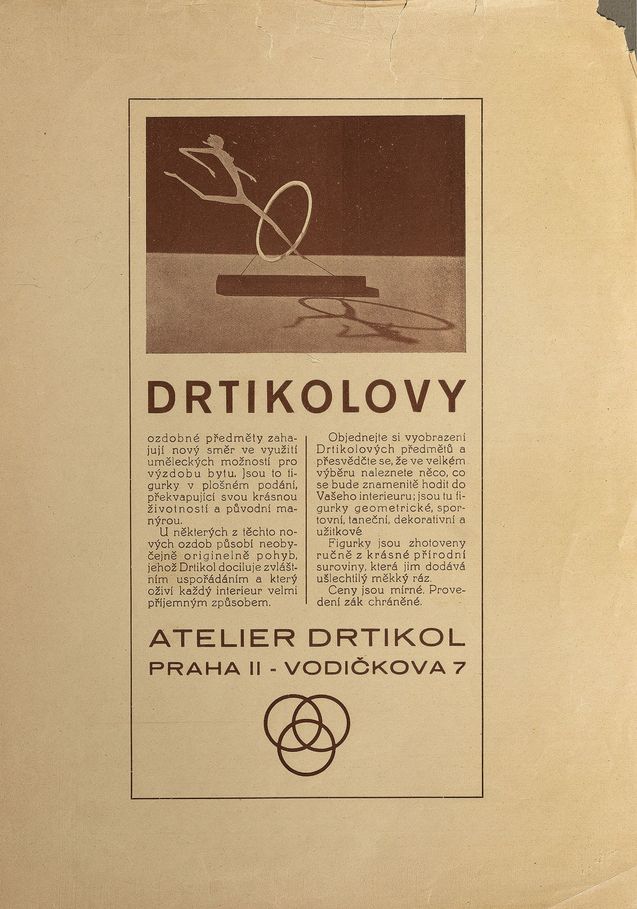 DRTIKOLOVY
ozdobné předměty zaha-
jují nový směr ve využití
uměleckých možností pro
výzdobu bytu. Jsou to fi-
gurky v plošném podání,
překvapující svou krásnou
životností a původní ma-
nýrou.
U některých z těchto no-
vých ozdob působí neoby-
čejně originelně pohyb,
jehož Drtikol dociluje zvlášt-
ním uspořádáním a který
oživí každý interieur velmi
příjemným způsobem.
Objednejte si vyobrazení
Drtikolových předmětů a
přesvědčte se, že ve velkém
výběru naleznete něco, co
se bude znamenitě hodit do
Vašeho interieuru; jsou tu fi-
gurky geometrické, spor-
tovní, taneční, dekorativní a
užitkové
Figurky jsou zhotoveny
ručně z krásné přírodní
suroviny, která jim dodává
ušlechtilý měkký ráz.
Ceny jsou mírné. Prove-
dení zák chráněné.
ATELIER DRTIKOL
PRAHA II - VODIČKOVA 7